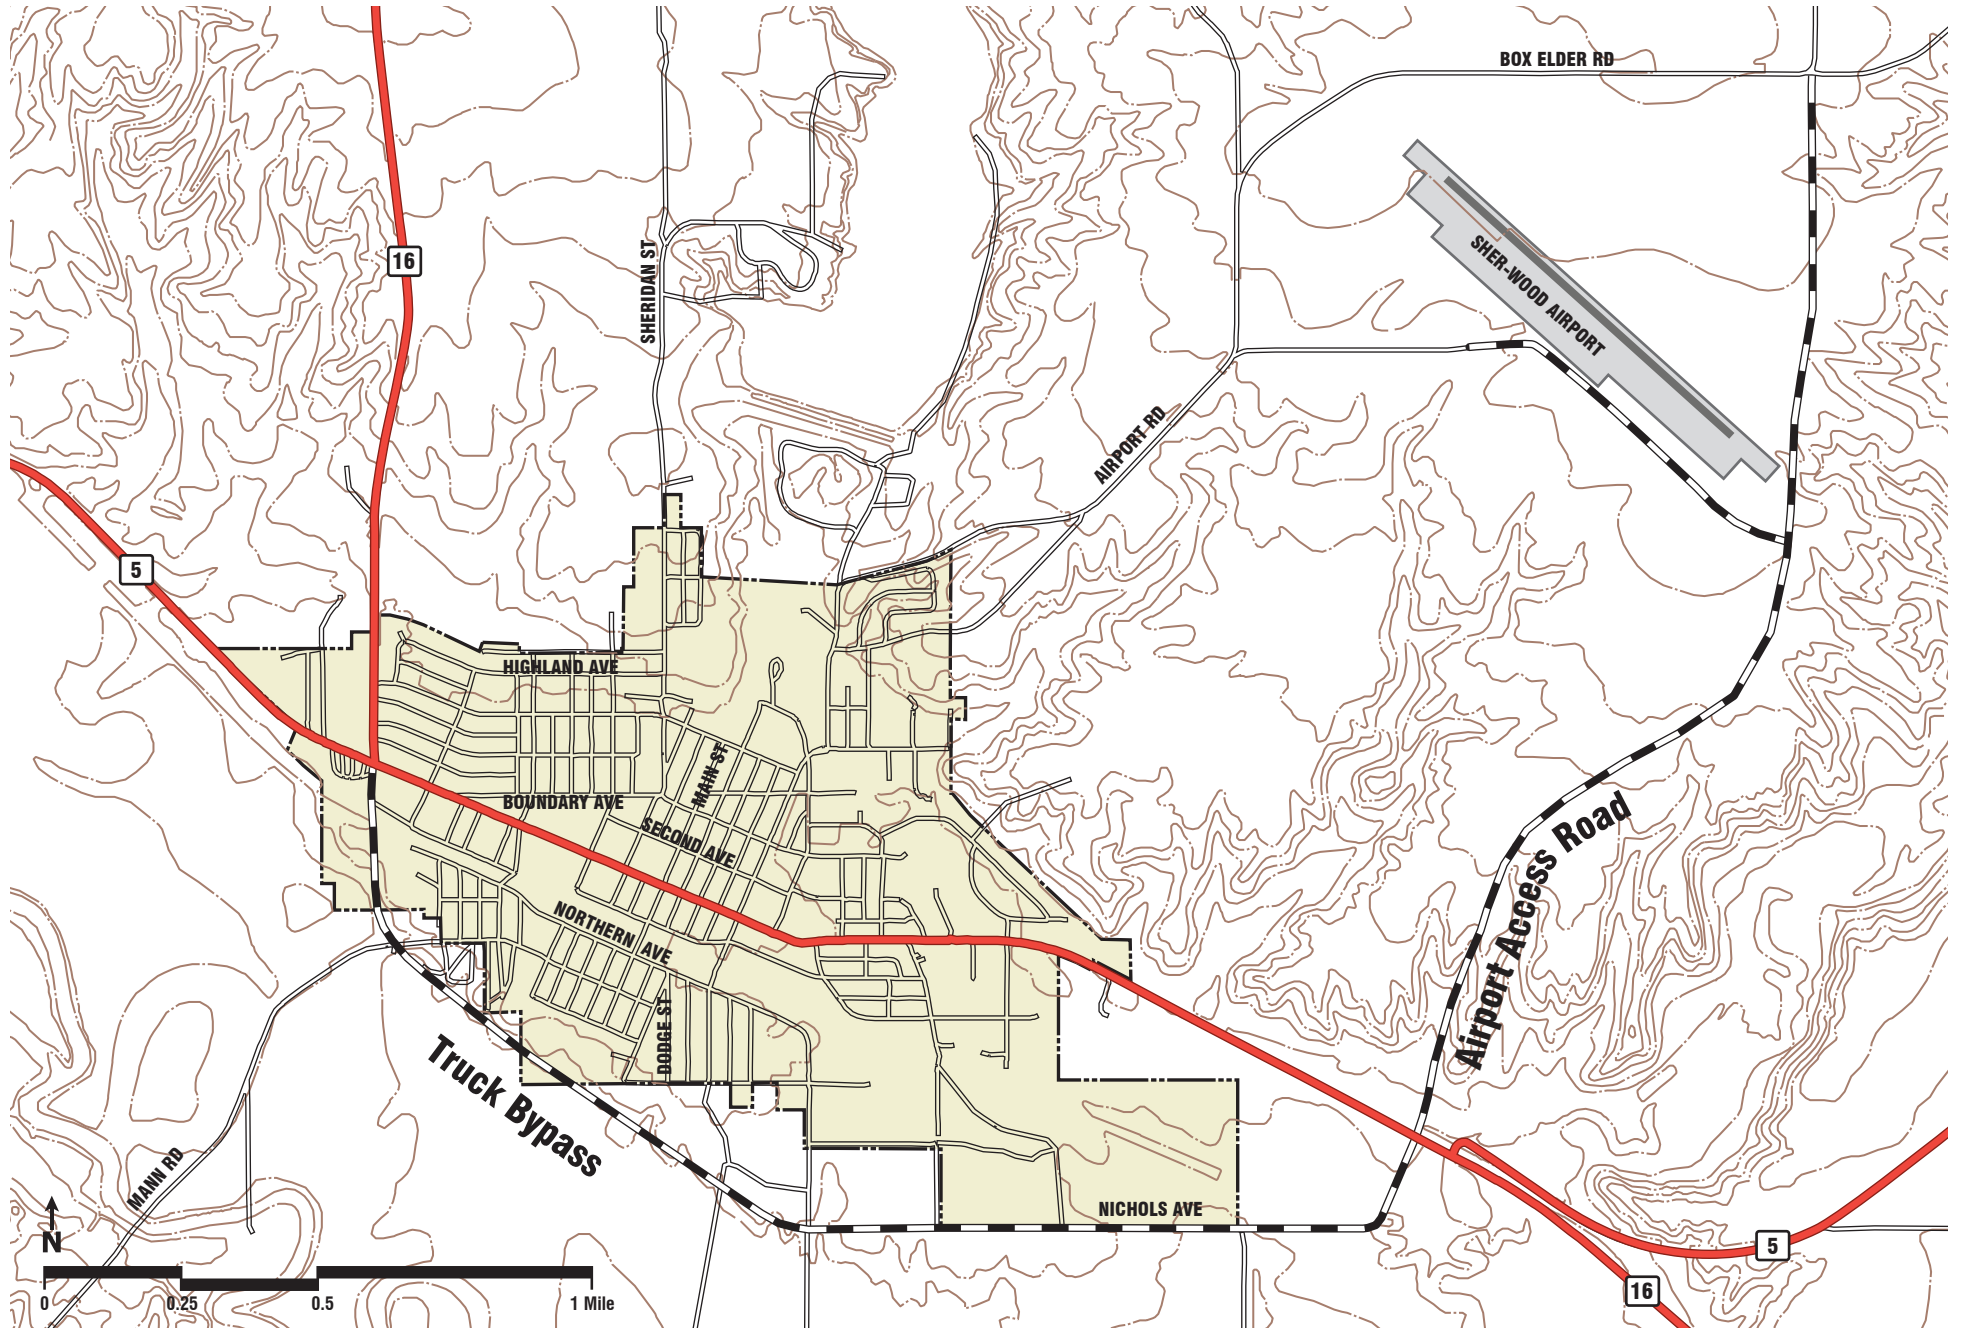 BOX ELDER RD
16
SHERIDAN ST
SHER-WOOD AIRPORT
AIRPORT RD
5
HIGHLAND AVE
MAIN ST
BOUNDARY AVE
SECOND AVE
NORTHERN AVE
DODGE ST
Airport Access Road
Truck Bypass
MANN RD
NICHOLS AVE
5
16
N
0 0.25 0.5 1 Mile